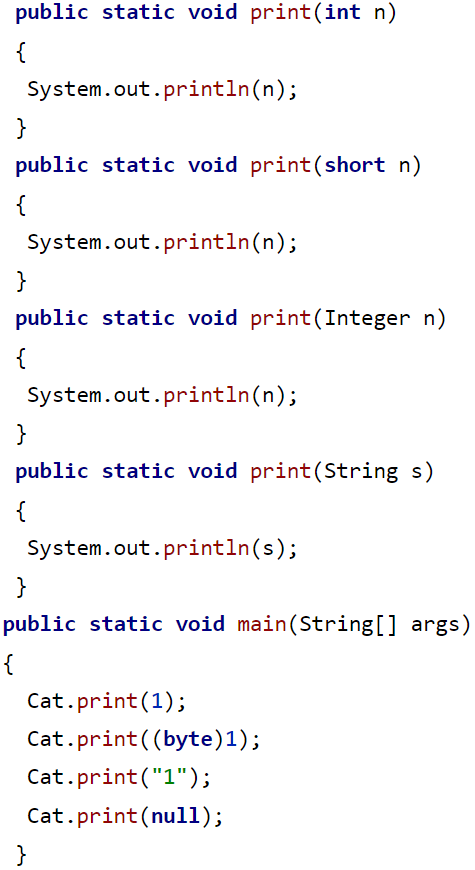 public static void print(int n)
{
System.out.println(n);
}
public static void print(short n)
{
System.out.println(n);
}
public static void print(Integer n)
{
System.out.println(n);
}
public static void print(String s)
{
System.out.println(s);
}
public static void main(String[] args)
{
Cat.print(1);
Cat.print((byte)1);
Cat.print("1");
Cat.print(null);
}